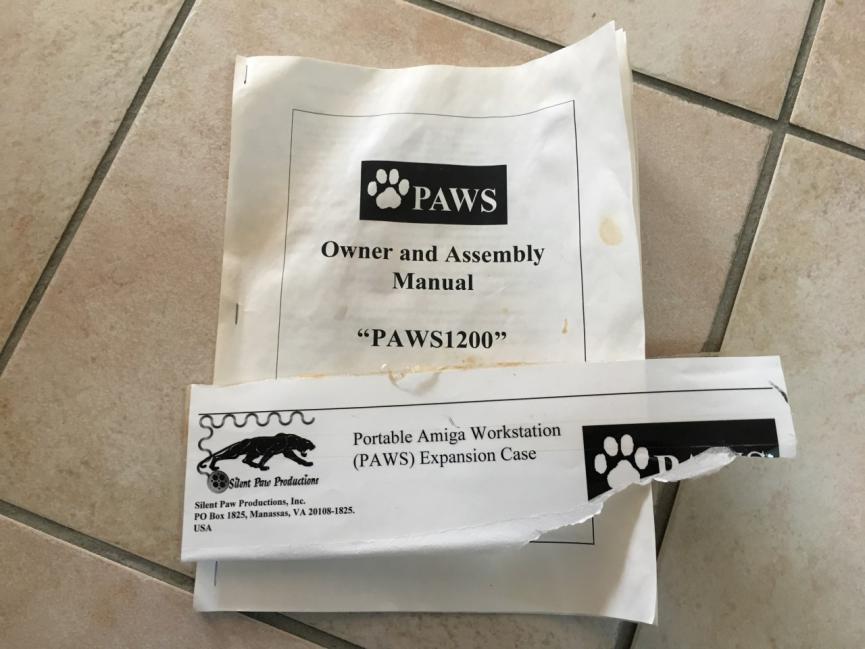 PAWS
Owner and Assembly
Manual
“PAWS1200”
Portable Amiga Workstation
(PAWS) Expansion Case
PAWS
Silent Paw Productions
Silent Paw Productions, Inc.
PO Box 1825, Manassas, VA 20108-1825.
USA